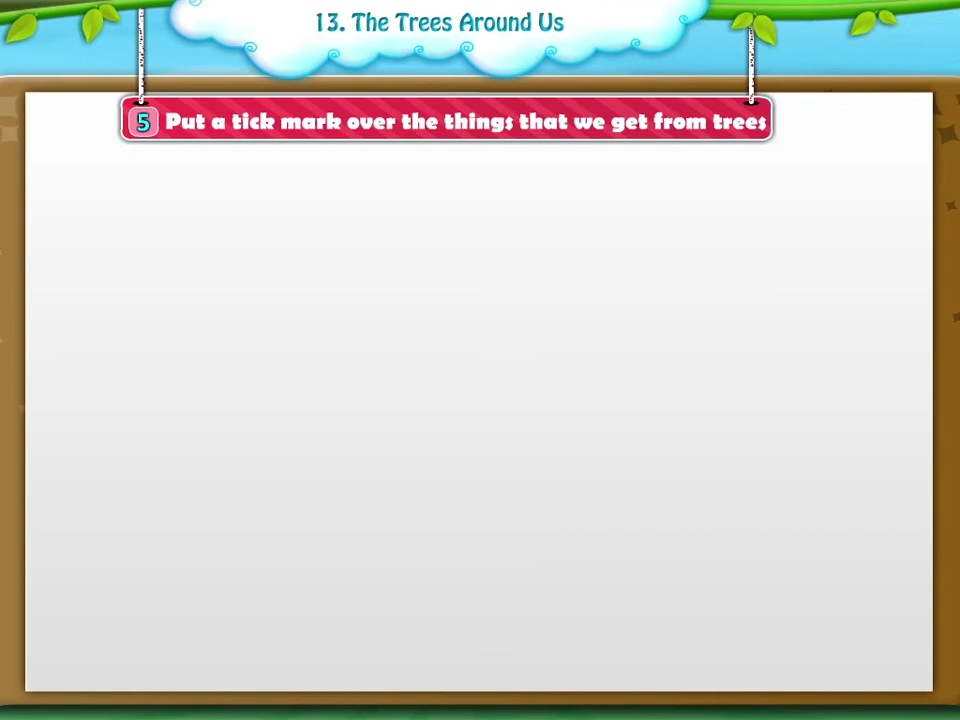 13. The Trees Around Us
5 Put a tick mark over the things that we get from trees